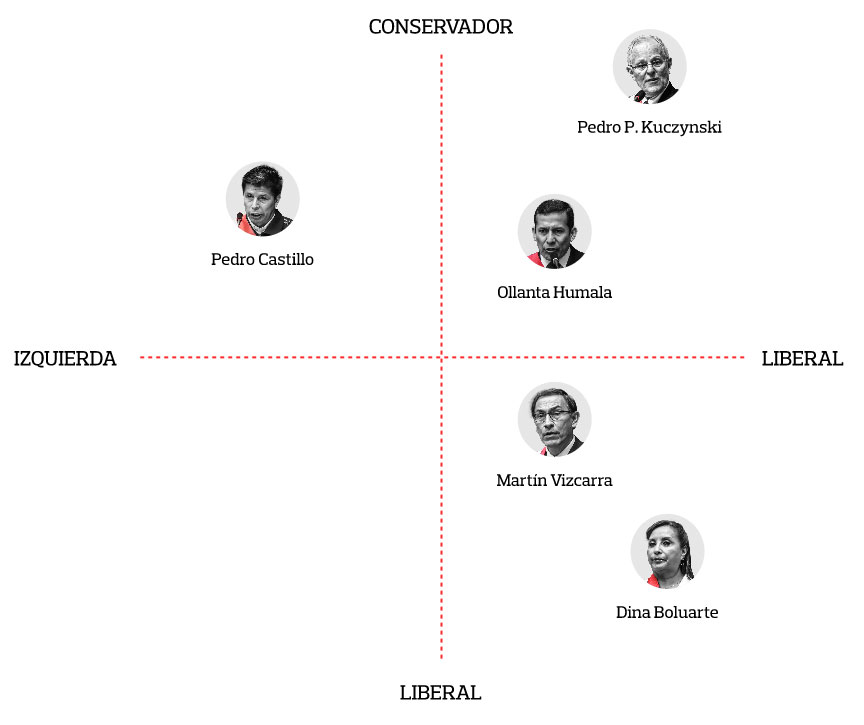 CONSERVADOR
Pedro P. Kuczynski
Pedro Castillo
Ollanta Humala
IZQUIERDA
LIBERAL
Martín Vizcarra
Dina Boluarte
LIBERAL